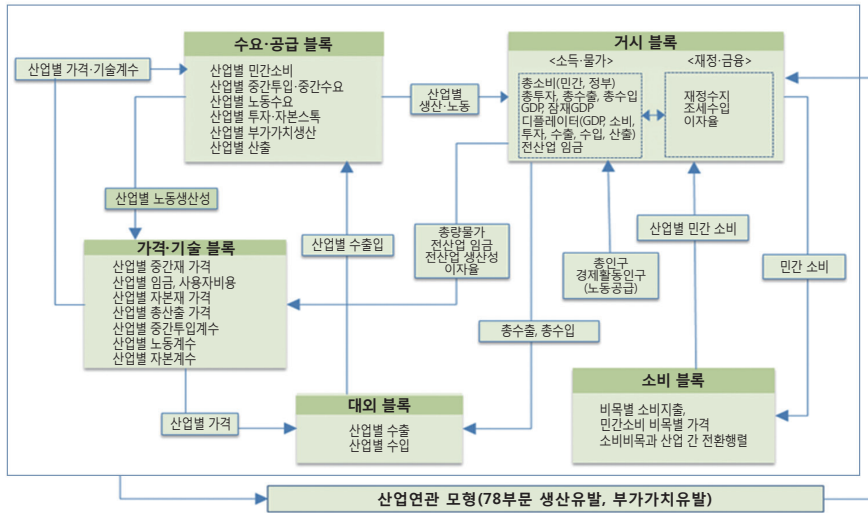 수요·공급 블록
산업별 민간소비
산업별 중간투입·중간수요
산업별 노동수요
산업별 투자·자본스톡
산업별 부가가치생산
산업별 산출
산업별 가격·기술계수
산업별
생산·노동
거시 블록
<소득·물가>
총소비(민간, 정부)
총투자, 총수출, 총수입
GDP, 잠재GDP
디플레이터(GDP, 소비,
투자, 수출, 수입, 산출)
전산업 임금
<재정·금융>
재정수지
조세수입
이자율
산업별 노동생산성
가격·기술 블록
산업별 중간재 가격
산업별 임금, 사용자비용
산업별 자본재 가격
산업별 총산출 가격
산업별 중간투입계수
산업별 노동계수
산업별 자본계수
산업별 수출입
총량물가
전산업 임금
전산업 생산성
이자율
총인구
경제활동인구
(노동공급)
산업별 민간 소비
민간 소비
총수출, 총수입
산업별 가격
대외 블록
산업별 수출
산업별 수입
소비 블록
비목별 소비지출,
민간소비 비목별 가격
소비비목과 산업 간 전환행렬
산업연관 모형(78부문 생산유발, 부가가치유발)